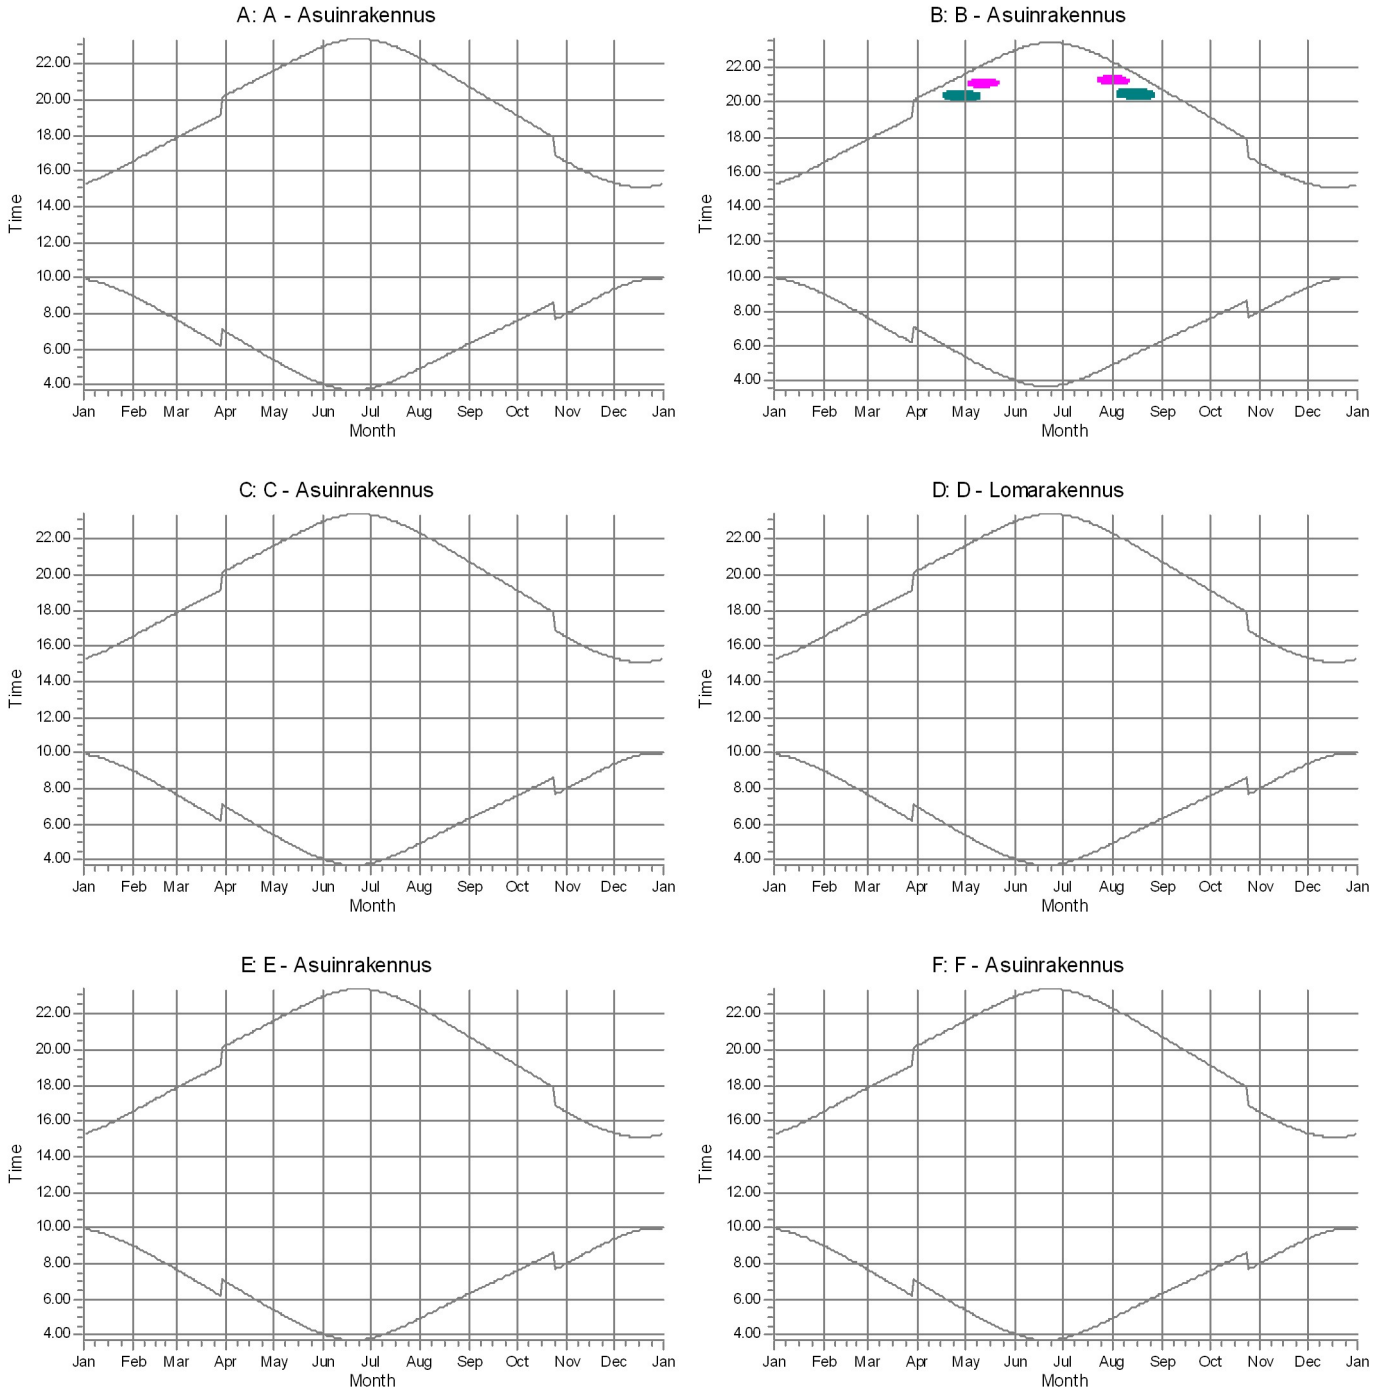 A: A - Asuinrakennus
B: B - Asuinrakennus
22.00
20.00
18.00
16.00
14.00
12.00
10.00
8.00
6.00
4.00
Time
Jan Feb Mar Apr May Jun Jul Aug Sep Oct Nov Dec Jan
Month
22.00
20.00
18.00
16.00
14.00
12.00
10.00
8.00
6.00
4.00
Time
Jan Feb Mar Apr May Jun Jul Aug Sep Oct Nov Dec Jan
Month
C: C - Asuinrakennus
D: D - Lomarakennus
22.00
20.00
18.00
16.00
14.00
12.00
10.00
8.00
6.00
4.00
Time
Jan Feb Mar Apr May Jun Jul Aug Sep Oct Nov Dec Jan
Month
22.00
20.00
18.00
16.00
14.00
12.00
10.00
8.00
6.00
4.00
Time
Jan Feb Mar Apr May Jun Jul Aug Sep Oct Nov Dec Jan
Month
E: E - Asuinrakennus
F: F - Asuinrakennus
22.00
20.00
18.00
16.00
14.00
12.00
10.00
8.00
6.00
4.00
Time
Jan Feb Mar Apr May Jun Jul Aug Sep Oct Nov Dec Jan
Month
22.00
20.00
18.00
16.00
14.00
12.00
10.00
8.00
6.00
4.00
Time
Jan Feb Mar Apr May Jun Jul Aug Sep Oct Nov Dec Jan
Month